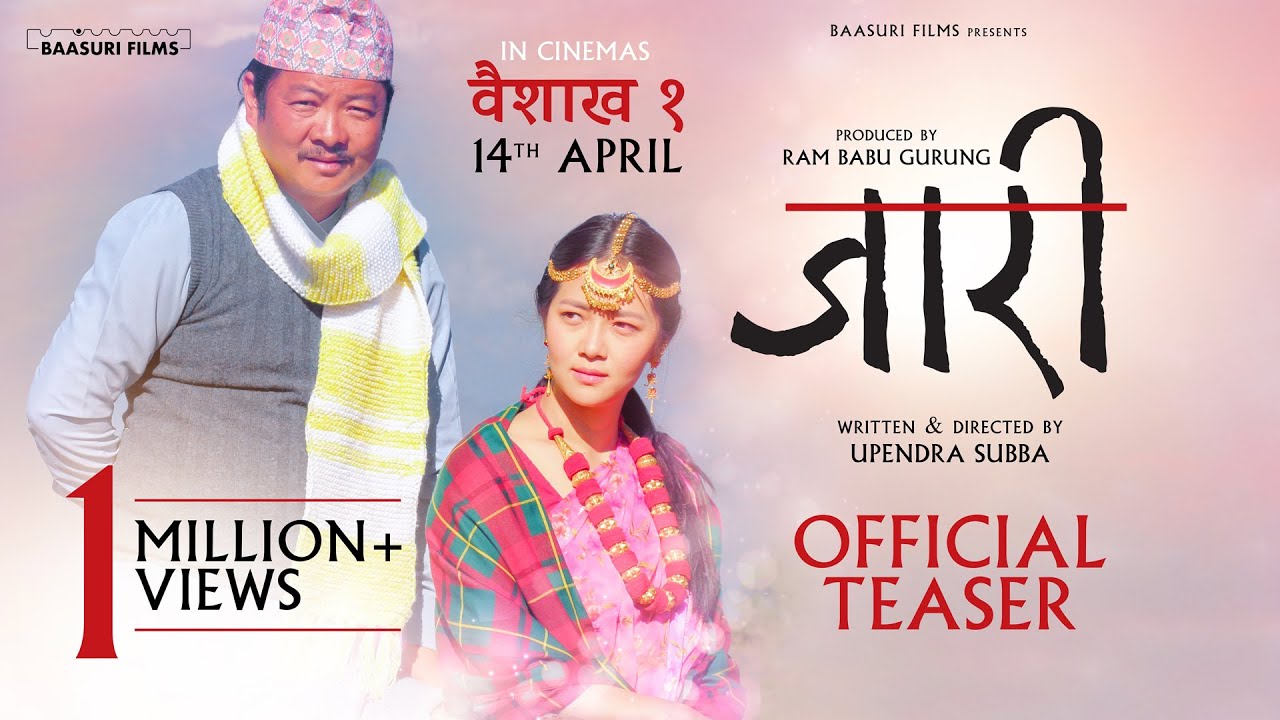 BAASURI FILMS
IN CINEMAS
वैशाख १
14TH APRIL
BAASURI FILMS PRESENTS
PRODUCED BY
RAM BABU GURUNG
जारी
WRITTEN & DIRECTED BY
UPENDRA SUBBA
1 MILLION+
VIEWS
OFFICIAL
TEASER